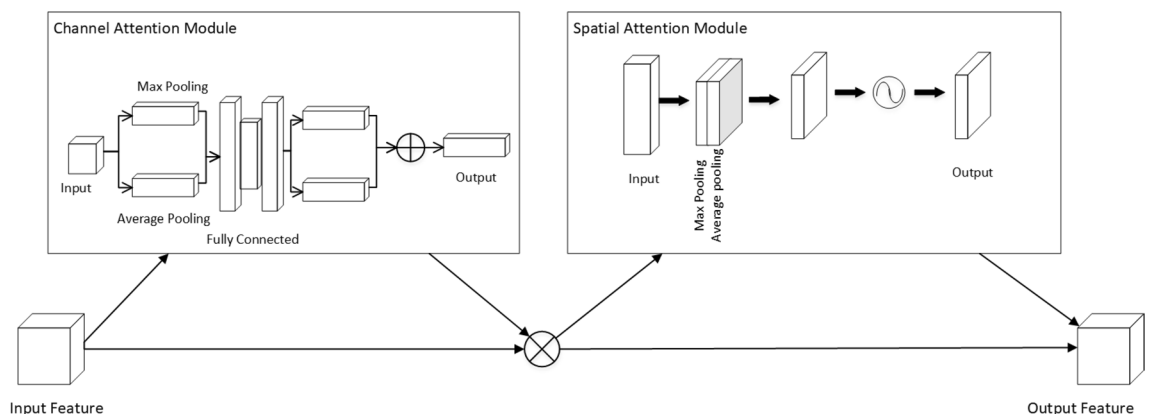 Channel Attention Module
Max Pooling
Input
Average Pooling
Fully Connected
Output
Spatial Attention Module
Input
Max Pooling
Average pooling
Output
Input Feature
Output Feature